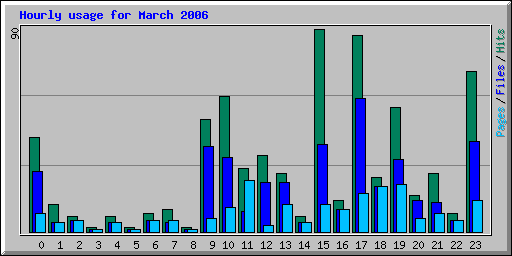 Hourly usage for March 2006
90
Pages / Files / Hits
0 1 2 3 4 5 6 7 8 9 10 11 12 13 14 15 16 17 18 19 20 21 22 23